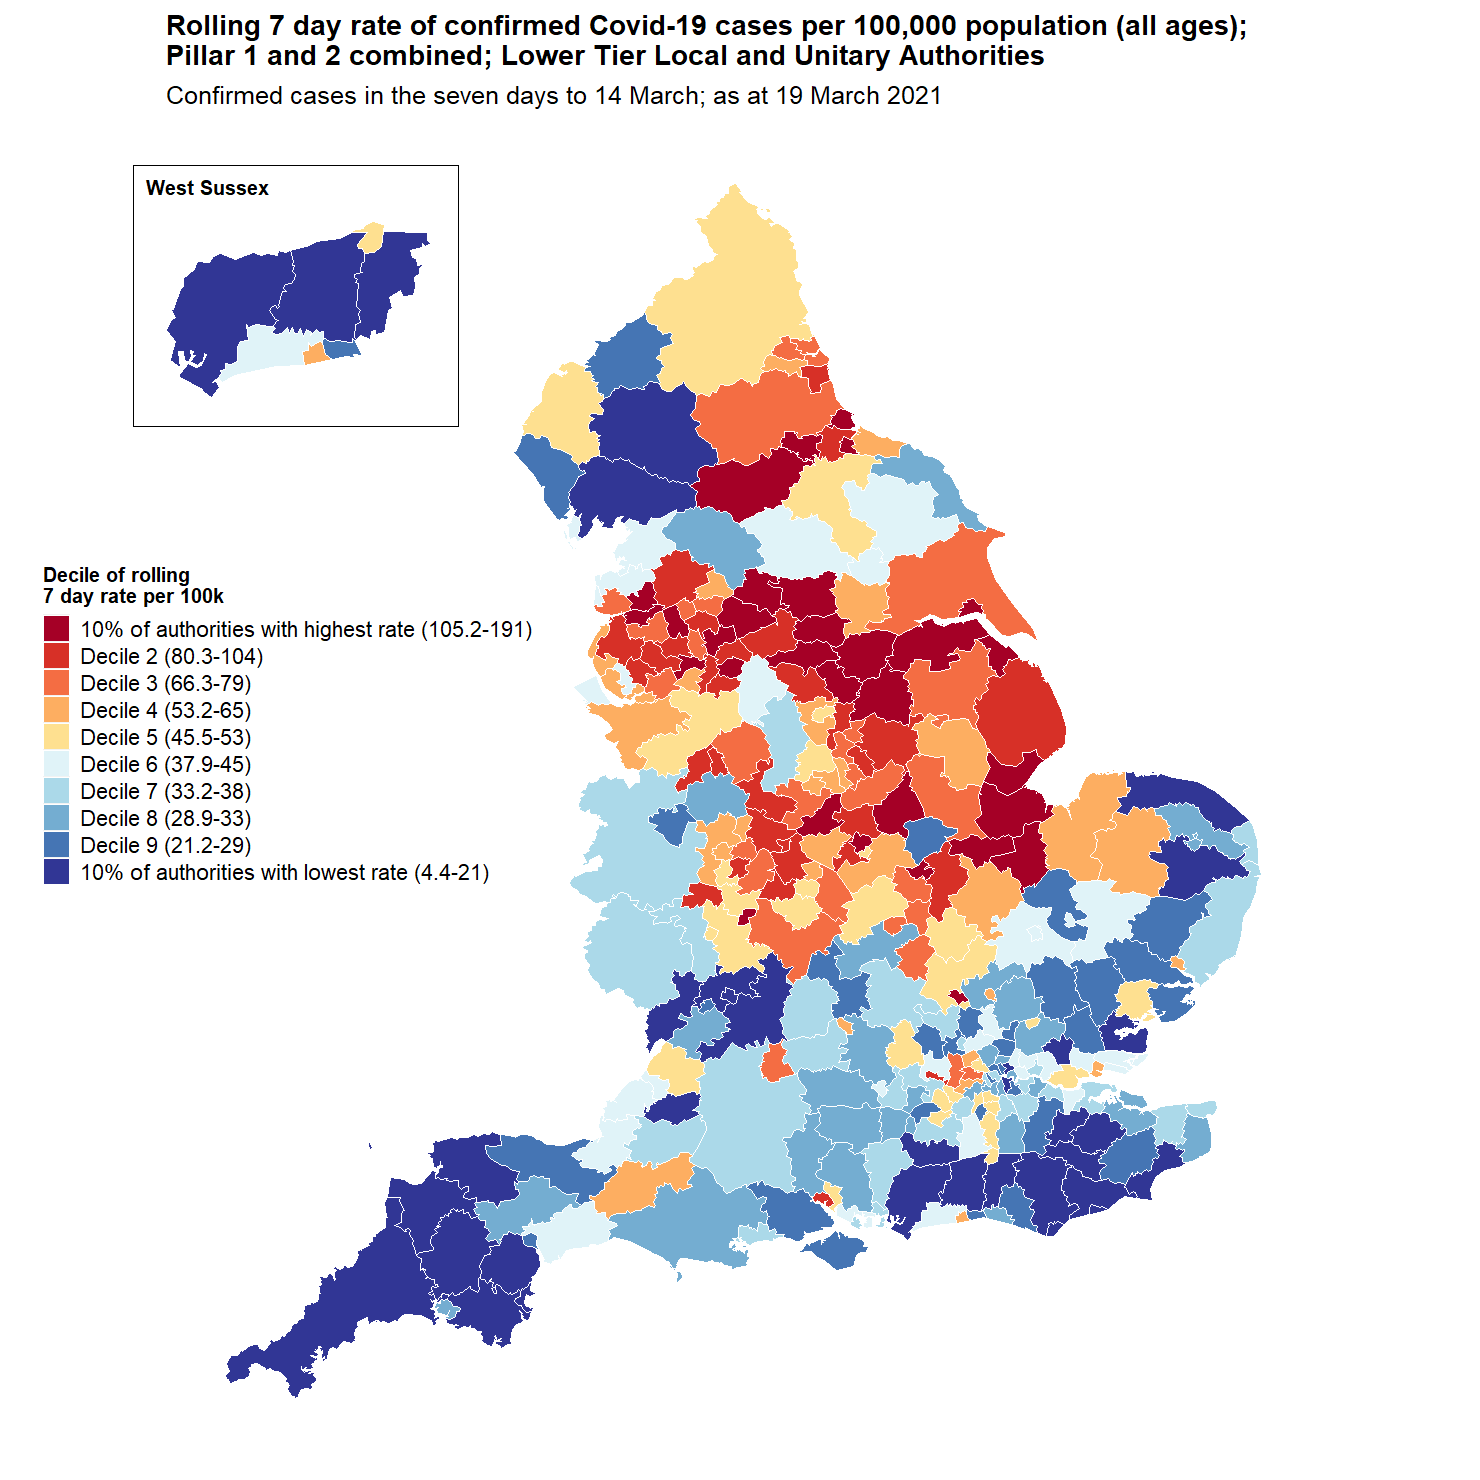 Rolling 7 day rate of confirmed Covid-19 cases per 100,000 population (all ages);
Pillar 1 and 2 combined; Lower Tier Local and Unitary Authorities
Confirmed cases in the seven days to 14 March; as at 19 March 2021
West Sussex
Decile of rolling
7 day rate per 100k
10% of authorities with highest rate (105.2-191)
Decile 2 (80.3-104)
Decile 3 (66.3-79)
Decile 4 (53.2-65)
Decile 5 (45.5-53)
Decile 6 (37.9-45)
Decile 7 (33.2-38)
Decile 8 (28.9-33)
Decile 9 (21.2-29)
10% of authorities with lowest rate (4.4-21)